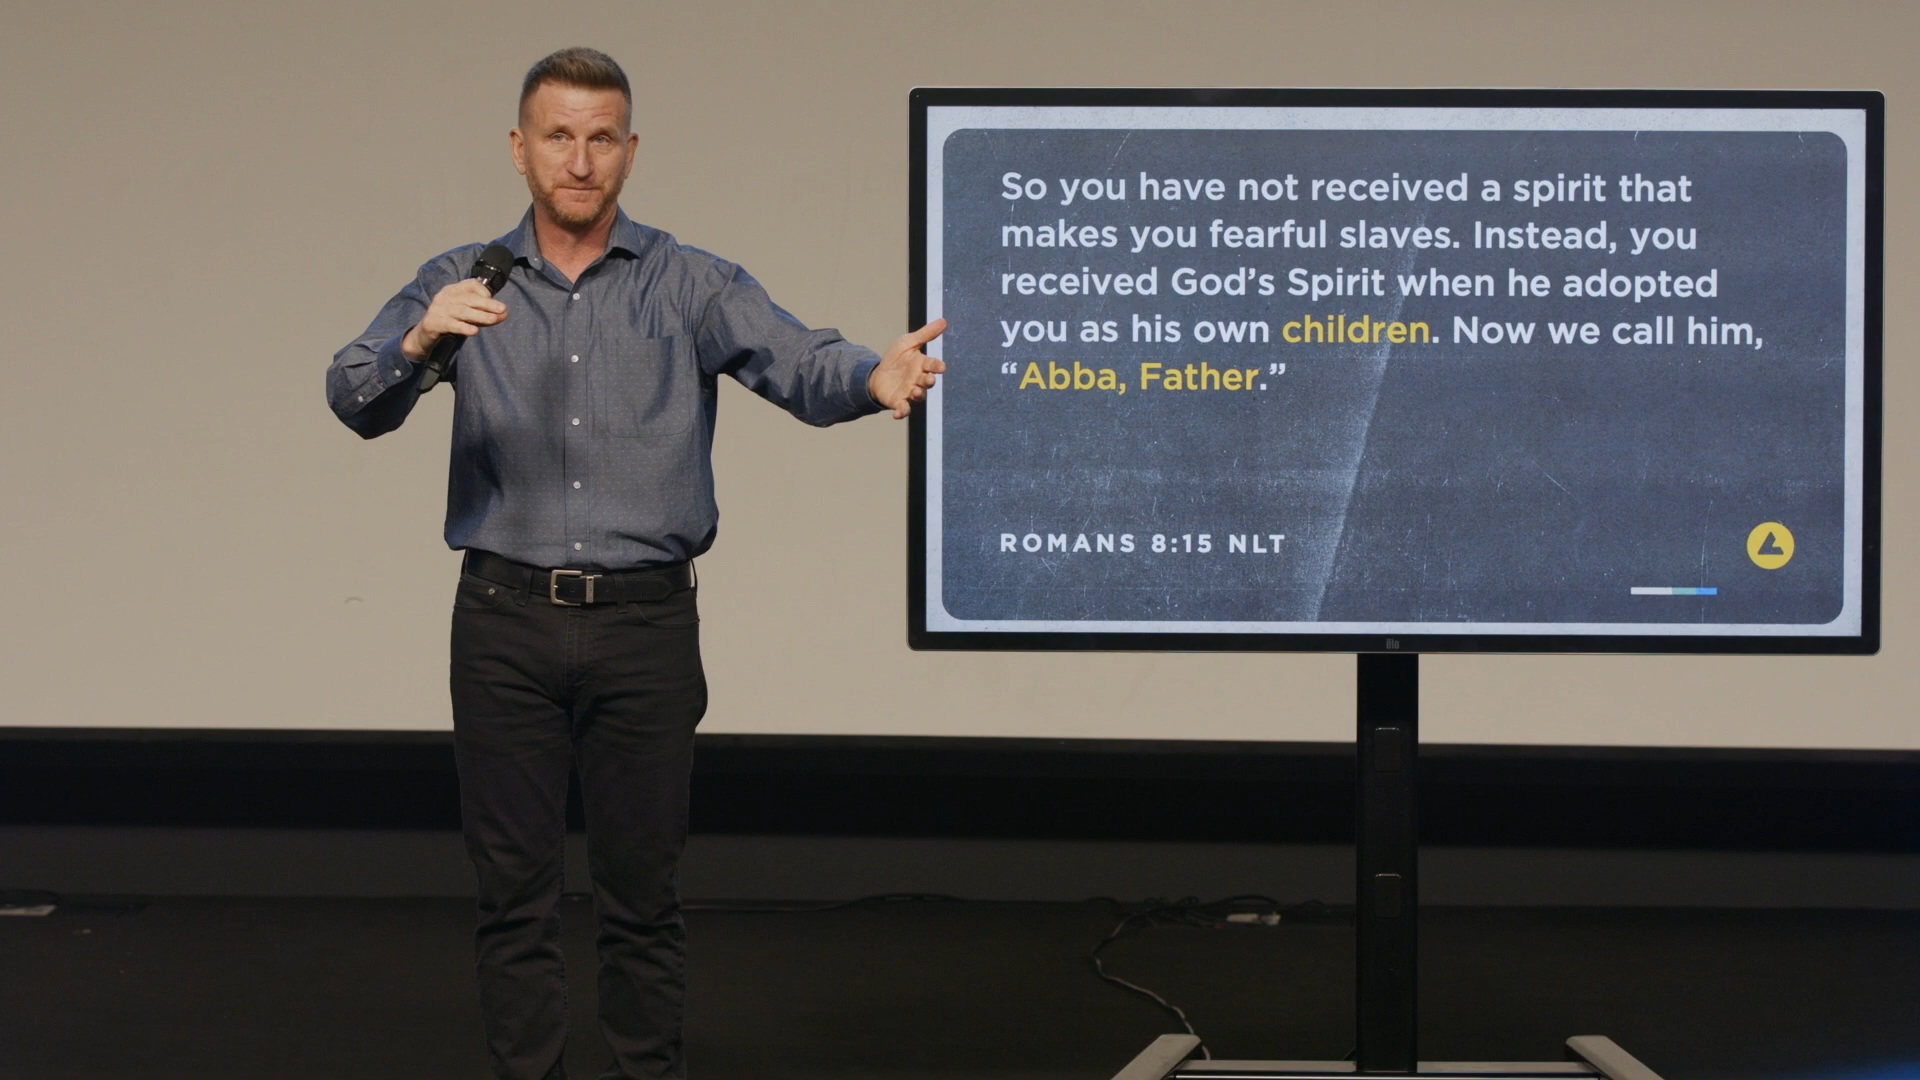 So you have not received a spirit that
makes you fearful slaves. Instead, you
received God’s Spirit when he adopted
you as his own children. Now we call him,
“Abba, Father.”
ROMANS 8:15 NLT
elo